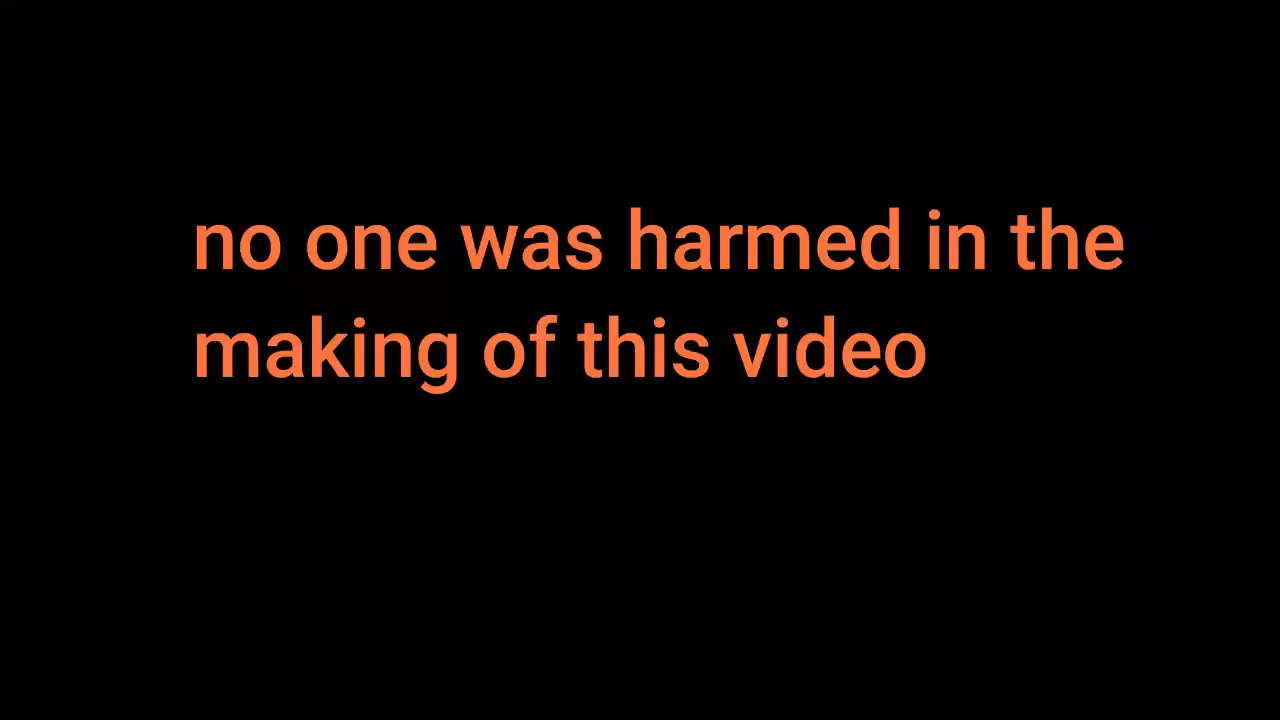 no one was harmed in the
making of this video